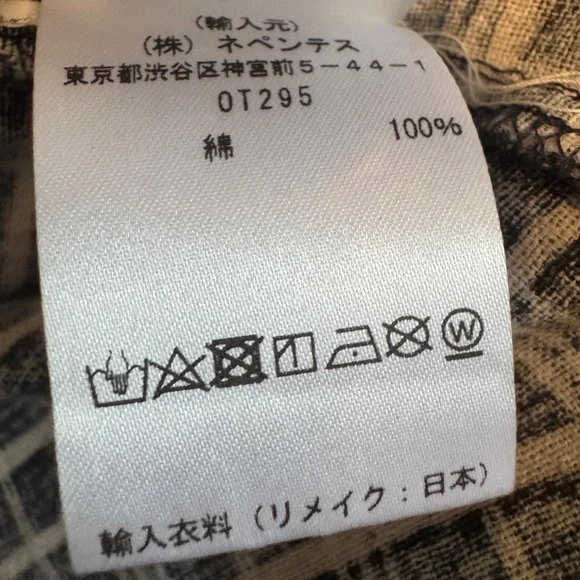 (輸入元)
(株) ネペンテス
東京都渋谷区神宮前5-44-1
OT295
綿 100%
W
輸入衣料 (リメイク:日本)